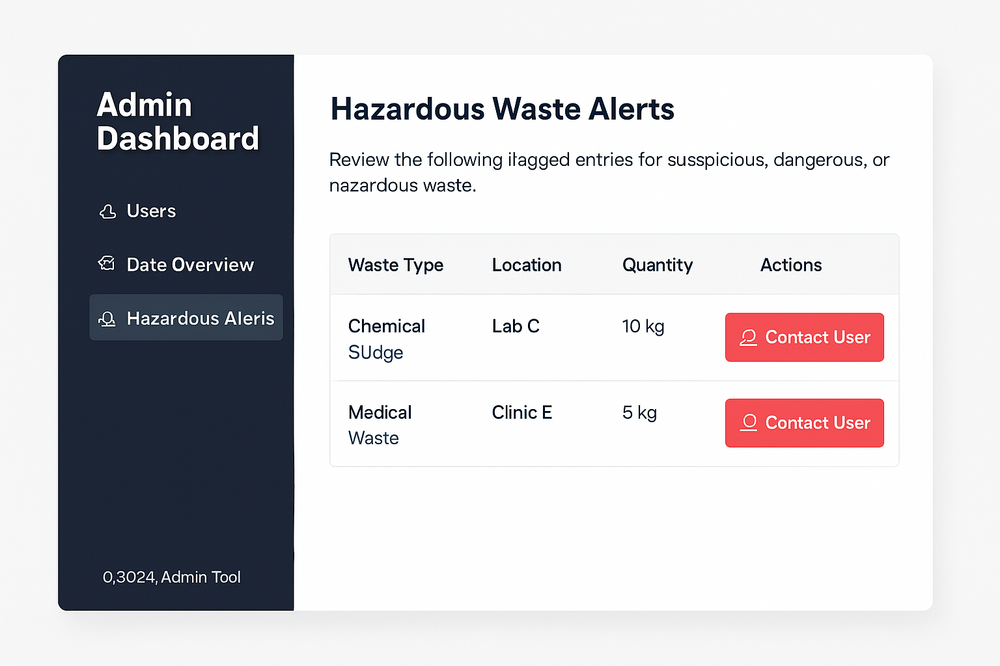 Admin
Dashboard
Users
Date Overview
Hazardous Aleris
0,3024, Admin Tool
Hazardous Waste Alerts
Review the following iłagged entries for susspicious, dangerous, or
nazardous waste.
Waste Type Location Quantity Actions
Chemical Lab C 10 kg Contact User
SUdge
Medical Clinic E 5 kg Contact User
Waste